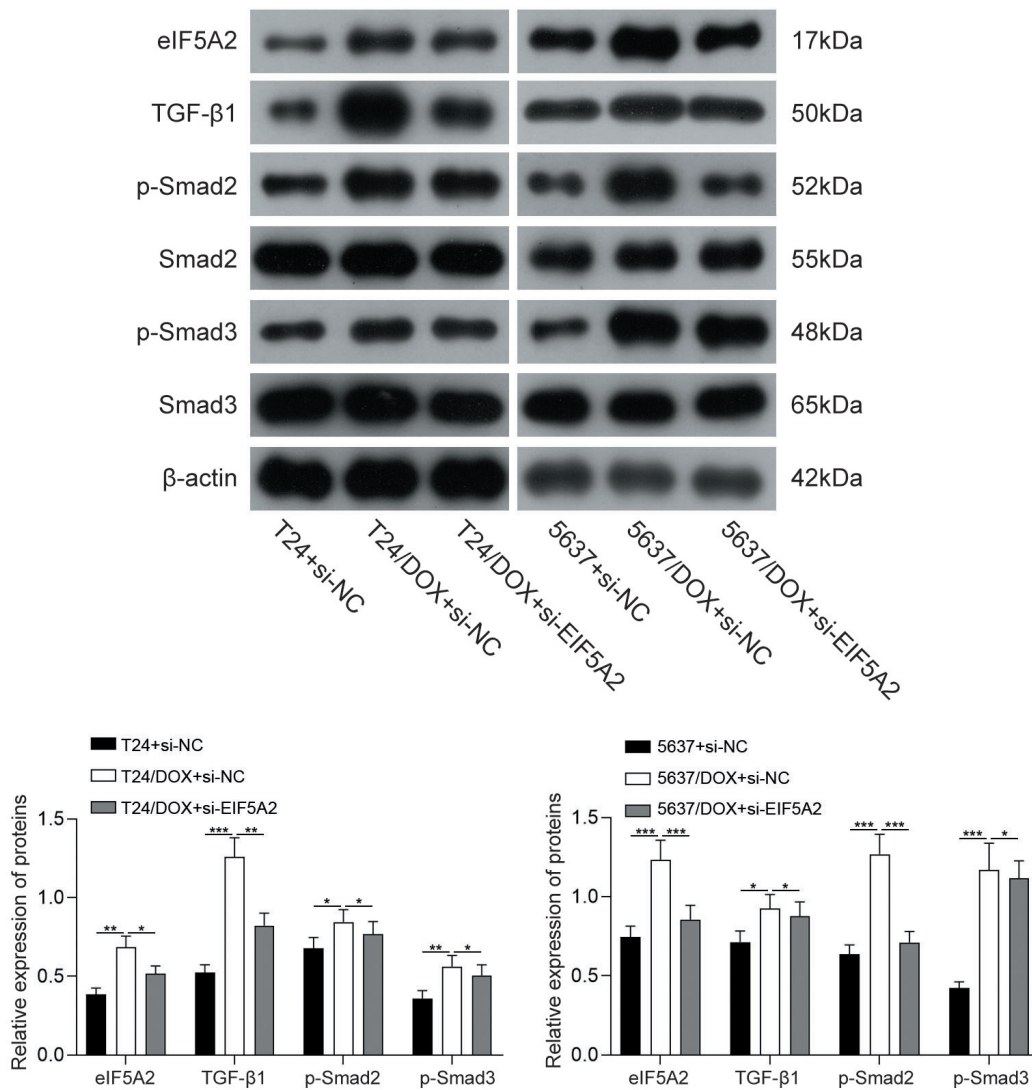 eIF5A2 17kDa
TGF-β1 50kDa
p-Smad2 52kDa
Smad2 55kDa
p-Smad3 48kDa
Smad3 65kDa
β-actin 42kDa
T24+si-NC
T24/DOX+si-NC
T24/DOX+si-EIF5A2
5637+si-NC
5637/DOX+si-NC
5637/DOX+si-EIF5A2
T24+si-NC
T24/DOX+si-NC
T24/DOX+si-EIF5A2
Relative expression of proteins
1.5
1.0
0.5
0.0
** *
*** **
* *
** *
eIF5A2 TGF-β1 p-Smad2 p-Smad3
5637+si-NC
5637/DOX+si-NC
5637/DOX+si-EIF5A2
Relative expression of proteins
1.5
1.0
0.5
0.0
*** ***
* *
*** ***
*** *
eIF5A2 TGF-β1 p-Smad2 p-Smad3